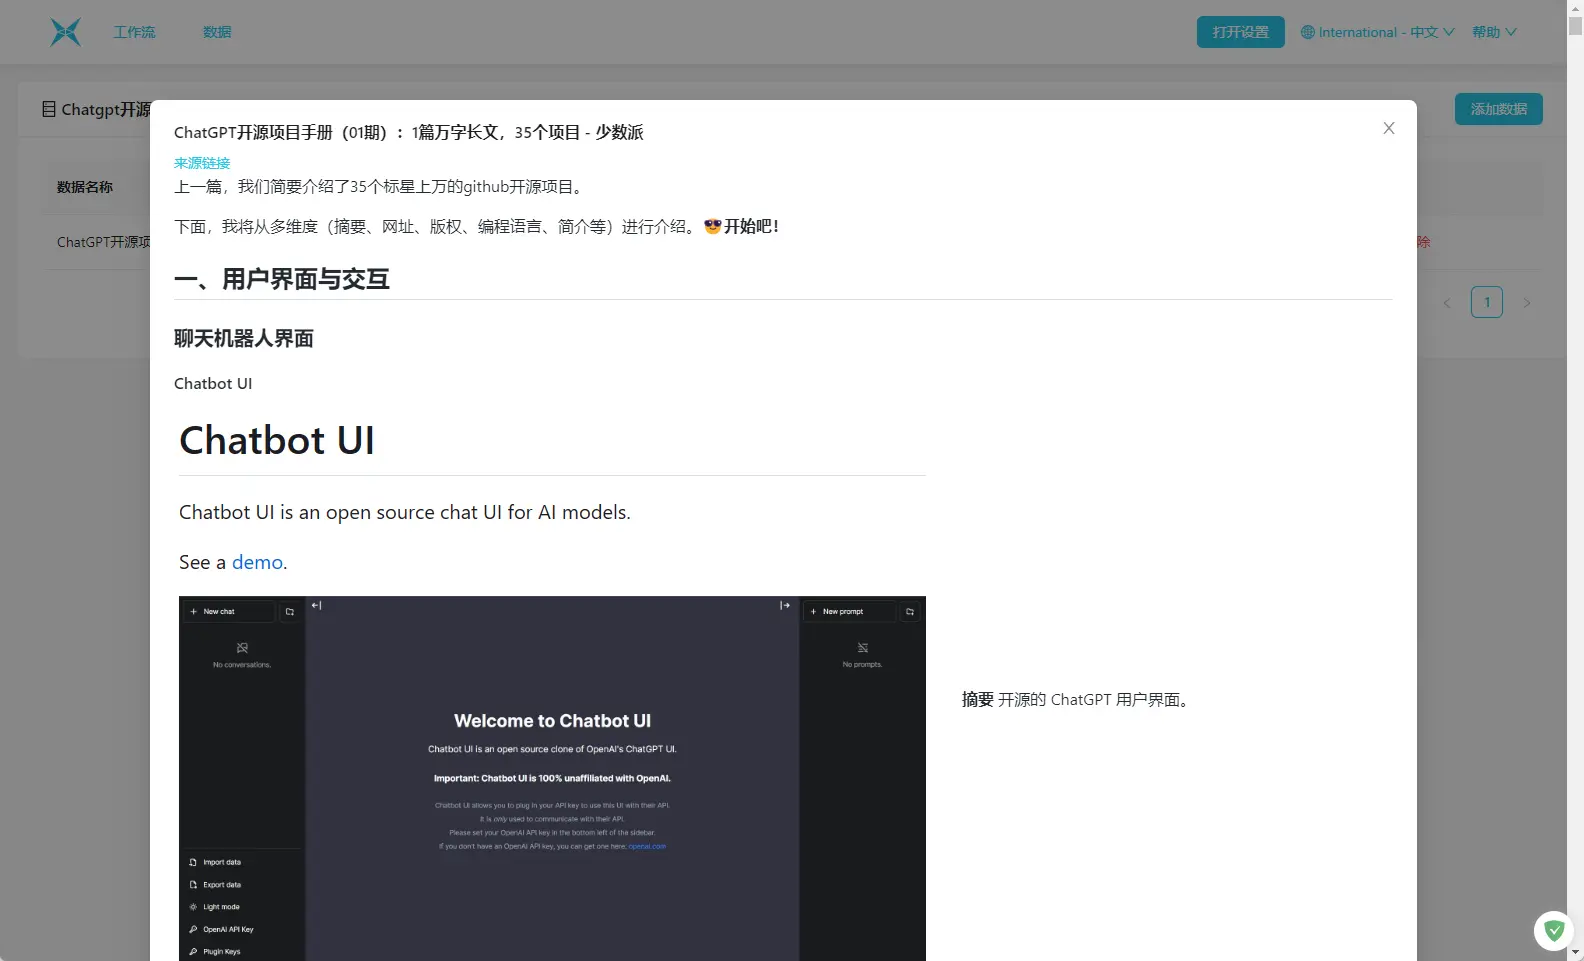 工作流
数据
打开设置
International - 中文
帮助
Chatgpt开源
添加数据
数据名称
ChatGPT开源项
除
1
ChatGPT开源项目手册（01期）：1篇万字长文，35个项目 - 少数派
来源链接
上一篇，我们简要介绍了35个标星上万的github开源项目。
下面，我将从多维度（摘要、网址、版权、编程语言、简介等）进行介绍。😎开始吧！
一、用户界面与交互
聊天机器人界面
Chatbot UI
Chatbot UI
Chatbot UI is an open source chat UI for AI models.
See a demo.
+ New chat
No conversations.
+ New prompt
No prompts.
Welcome to Chatbot UI
Chatbot UI is an open source clone of OpenAI's ChatGPT UI.
Important: Chatbot UI is 100% unaffiliated with OpenAI.
Chatbot UI allows you to plug in your API key to use this UI with their API.
It is only used to communicate with their API.
Please set your OpenAI API key in the bottom left of the sidebar.
If you don't have an OpenAI API key, you can get one here: openai.com
Import data
Export data
Light mode
OpenAI API Key
Plugin Keys
摘要 开源的 ChatGPT 用户界面。